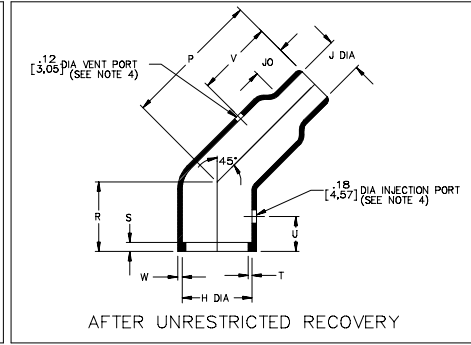 P
V
J DIA
JO
.12
[3,05] DIA VENT PORT
(SEE NOTE 4)
45°
.18
[4,57] DIA INJECTION PORT
(SEE NOTE 4)
R
S
U
W
T
H DIA
AFTER UNRESTRICTED RECOVERY